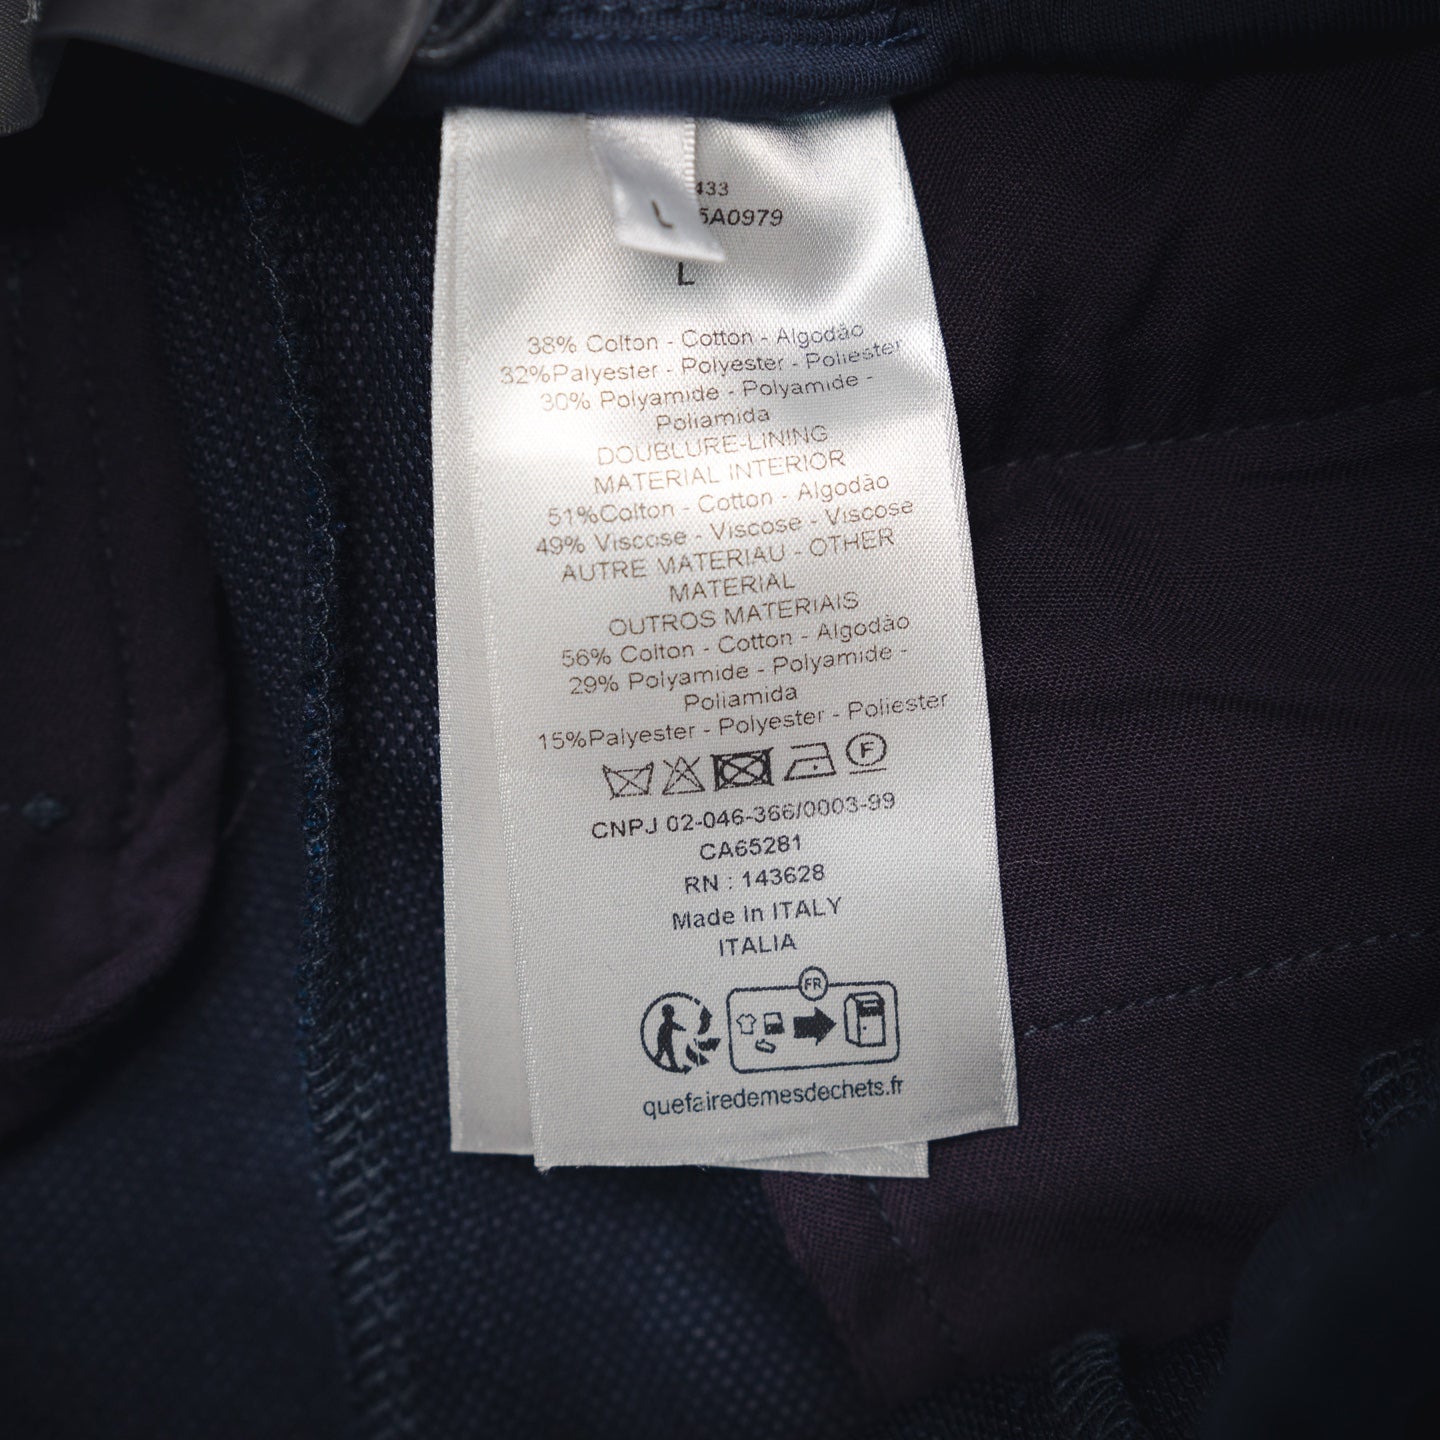 433
5A0979
L
L
38% Colton - Cotton - Algodão
32%Palyester - Polyester - Poliester
30% Polyamide - Polyamide -
Poliamida
DOUBLURE-LINING
MATERIAL INTERIOR
51%Colton - Cotton - Algodão
49% Viscose - Viscose - Viscose
AUTRE MATERIAU - OTHER
MATERIAL
OUTROS MATERIAIS
56% Colton - Cotton - Algodão
29% Polyamide - Polyamide -
Poliamida
15%Palyester - Polyester - Poliester
F
CNPJ 02-046-366/0003-99
CA65281
RN : 143628
Made in ITALY
ITALIA
FR
quefairedemesdechets.fr